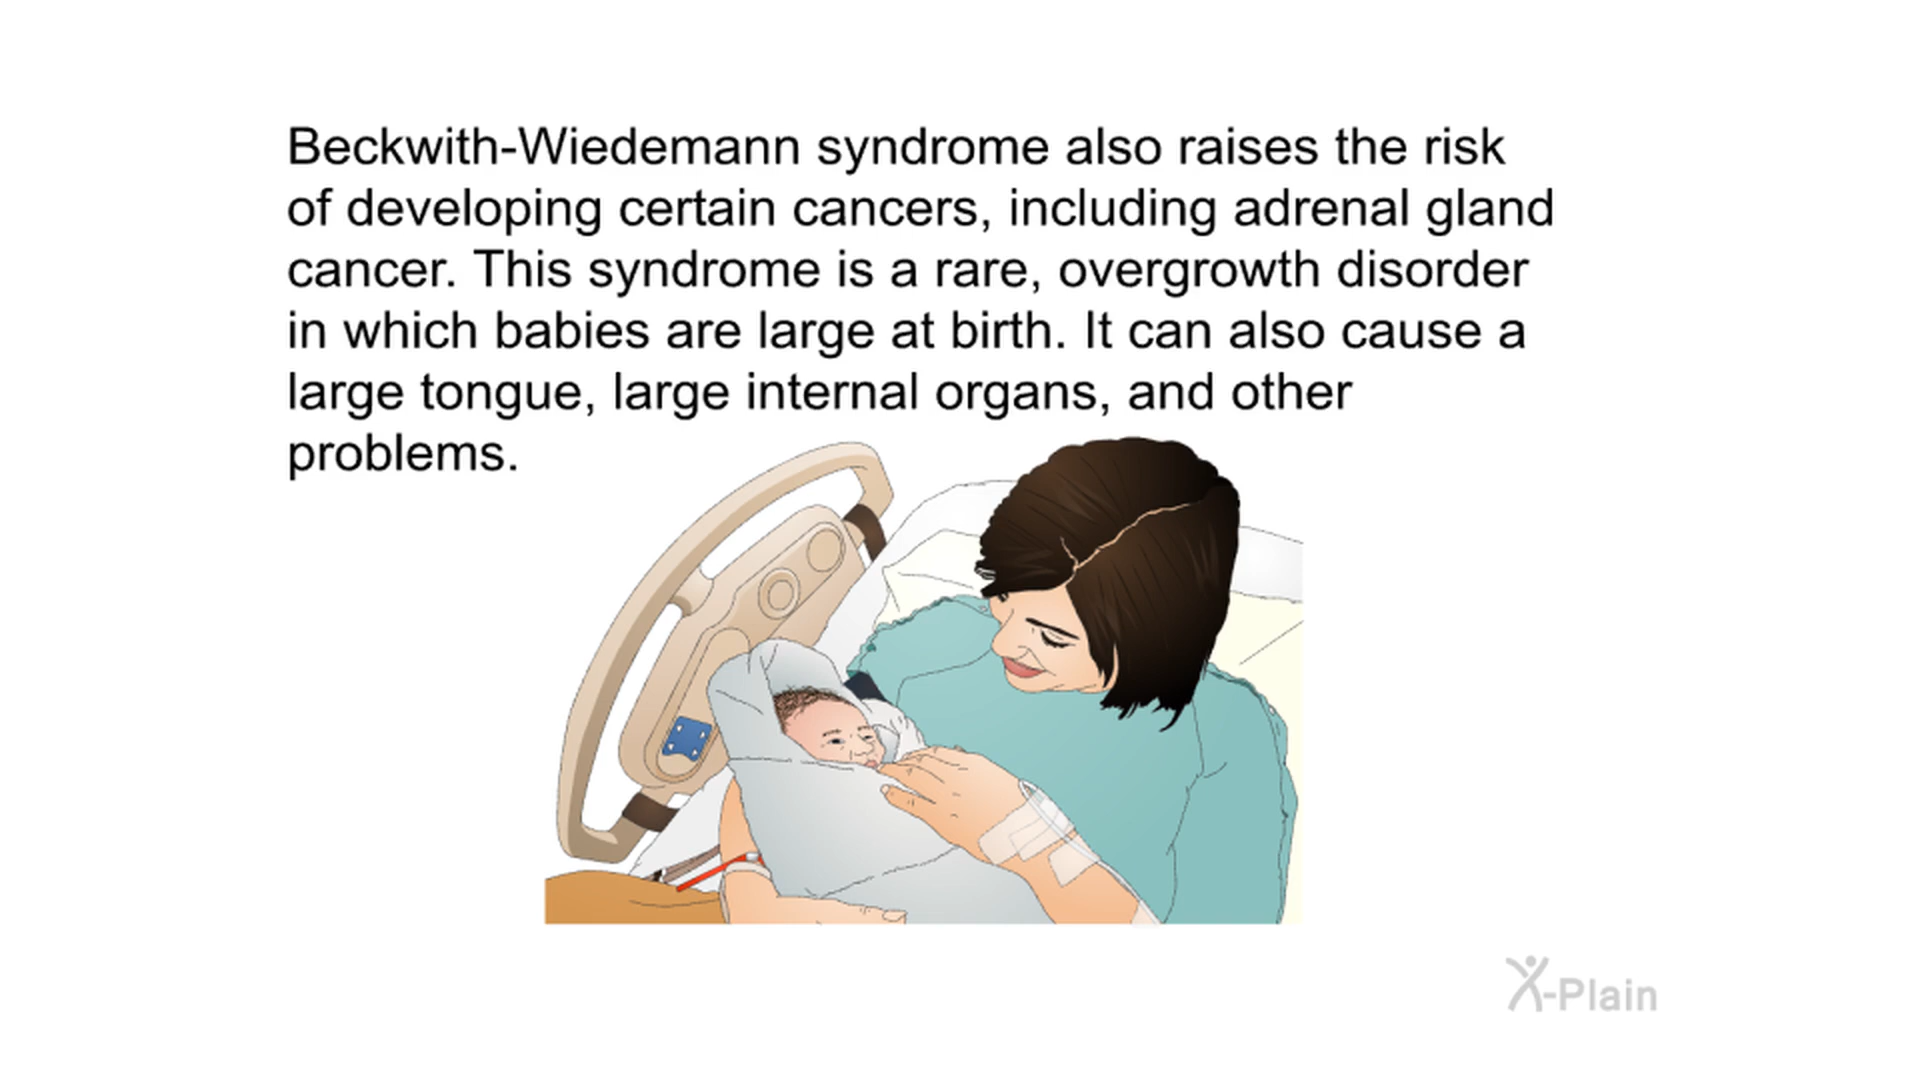 Beckwith-Wiedemann syndrome also raises the risk
of developing certain cancers, including adrenal gland
cancer. This syndrome is a rare, overgrowth disorder
in which babies are large at birth. It can also cause a
large tongue, large internal organs, and other
problems.
X-Plain